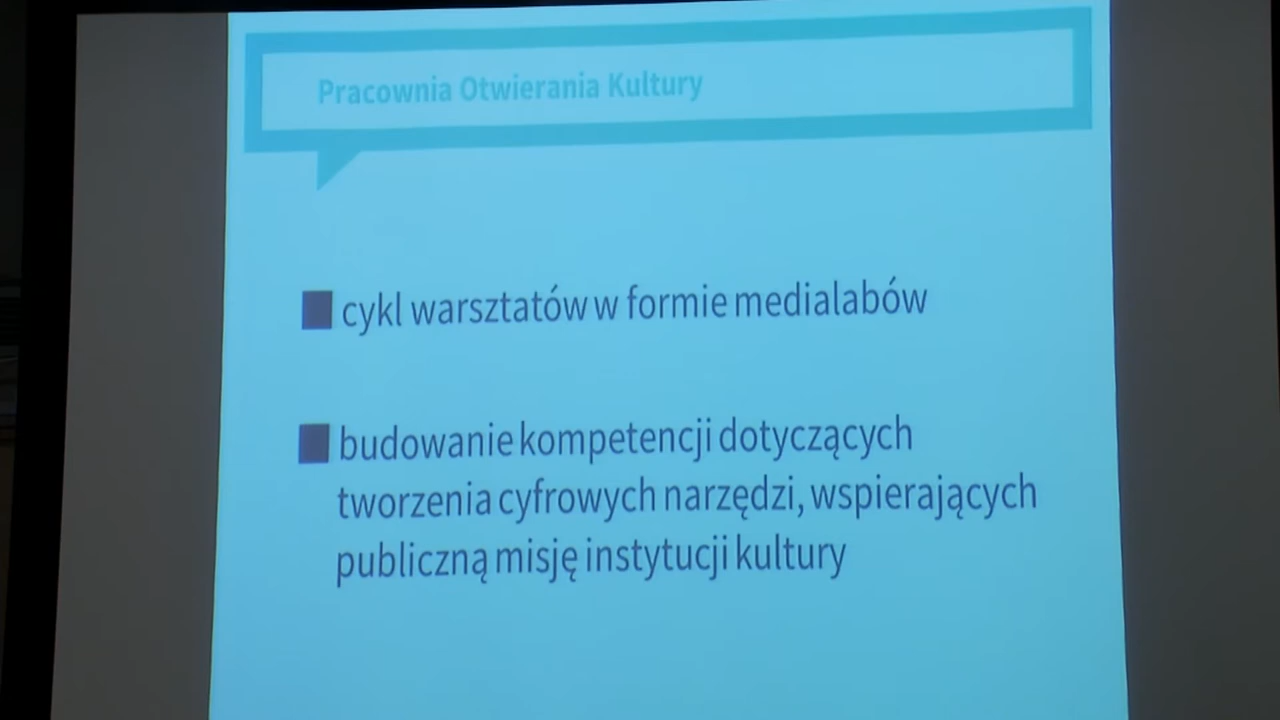 Pracownia Otwierania Kultury
cykl warsztatów w formie medialabów
budowanie kompetencji dotyczących
tworzenia cyfrowych narzędzi, wspierających
publiczną misję instytucji kultury